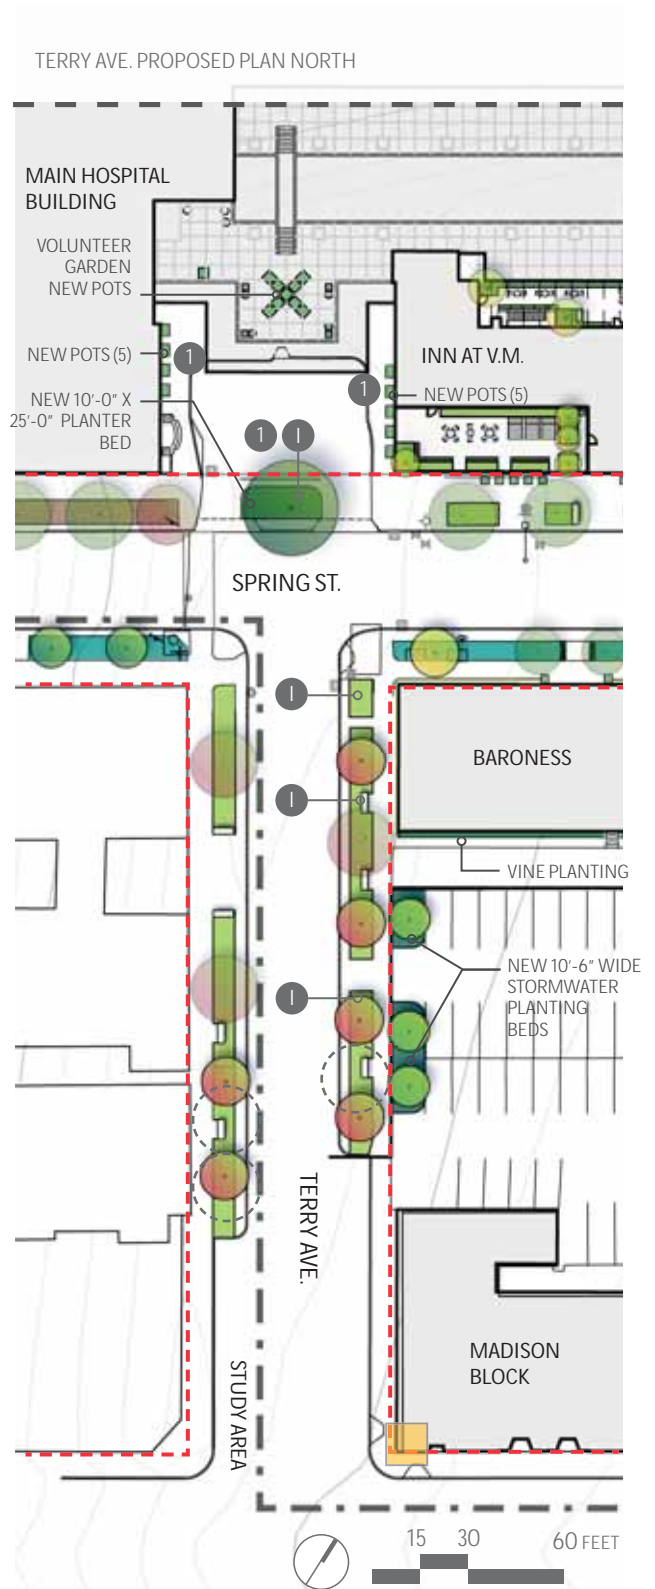 TERRY AVE. PROPOSED PLAN NORTH
MAIN HOSPITAL
BUILDING
VOLUNTEER
GARDEN
NEW POTS
NEW POTS (5)
1
INN AT V.M.
1
NEW POTS (5)
NEW 10'-0" X
25'-0" PLANTER
BED
1
I
SPRING ST.
I
BARONESS
I
VINE PLANTING
NEW 10'-6" WIDE
STORMWATER
PLANTING
BEDS
I
TERRY AVE.
MADISON
BLOCK
STUDY AREA
15 30 60 FEET